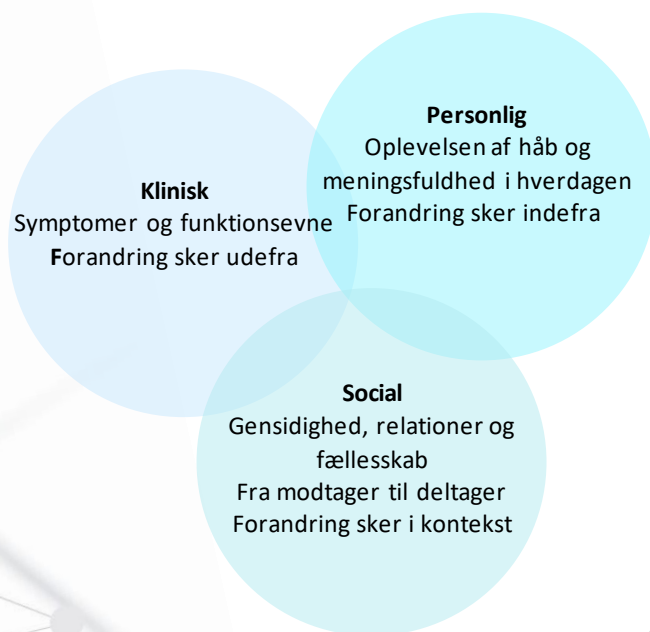 Personlig
Oplevelsen af håb og
meningsfuldhed i hverdagen
Forandring sker indefra
Klinisk
Symptomer og funktionsevne
Forandring sker udefra
Social
Gensidighed, relationer og
fællesskab
Fra modtager til deltager
Forandring sker i kontekst